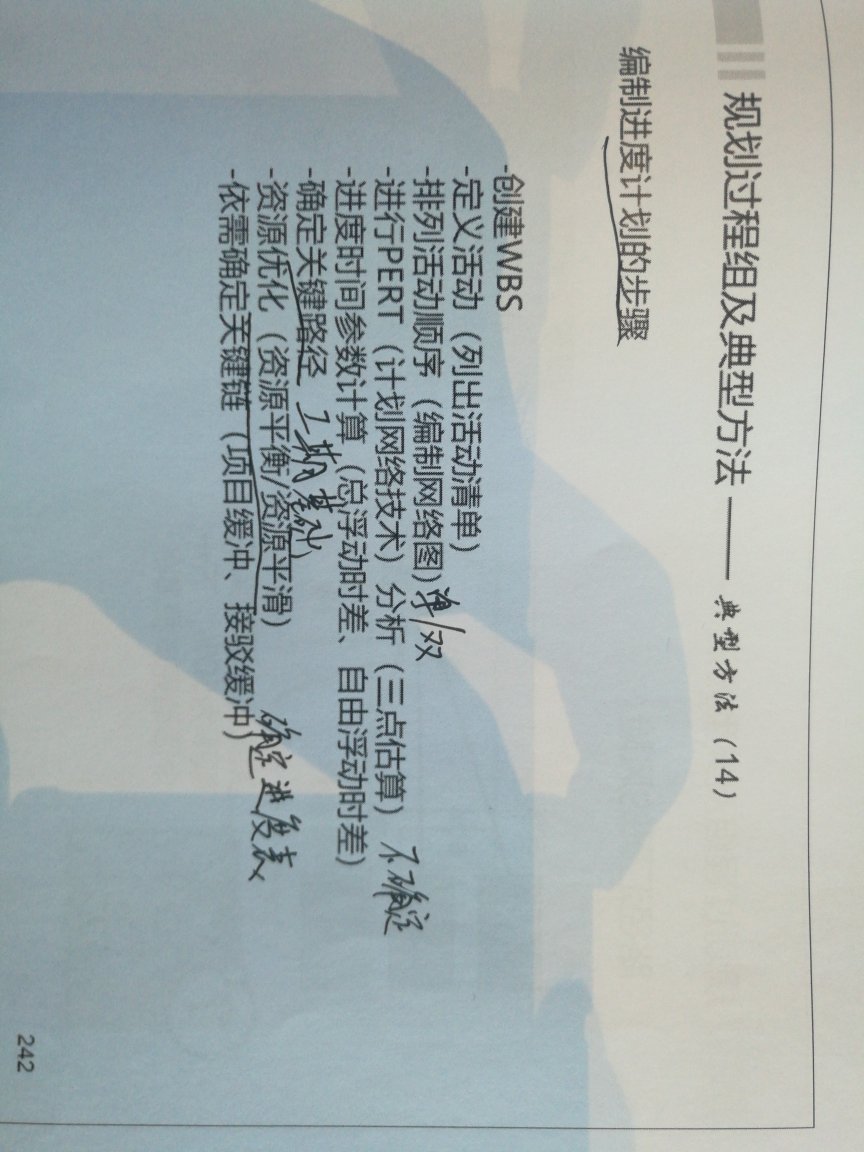 规划过程组及典型方法——典型方法（14）
编制进度计划的步骤
-创建WBS
-定义活动（列出活动清单）
-排列活动顺序（编制网络图）单/双
-进行PERT（计划网络技术）分析（三点估算）不确定
-进度时间参数计算（总浮动时差、自由浮动时差）
-确定关键路径 工期基础
-资源优化（资源平衡/资源平滑）
-依需确定关键链（项目缓冲、接驳缓冲）
确定进度表
242